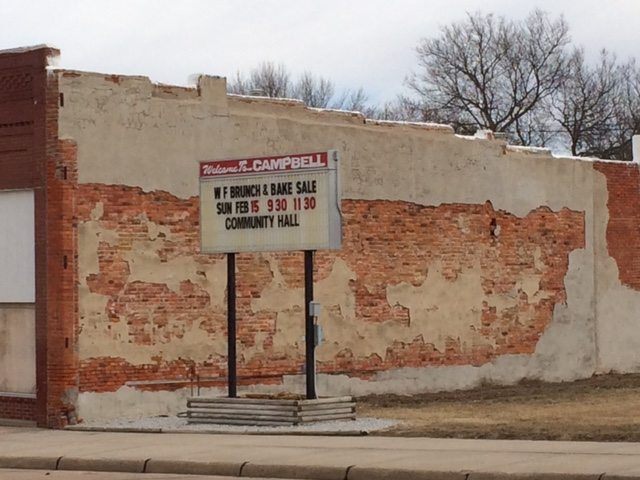 Welcome To... CAMPBELL
W F BRUNCH & BAKE SALE
SUN FEB 15 9 30 11 30
COMMUNITY HALL